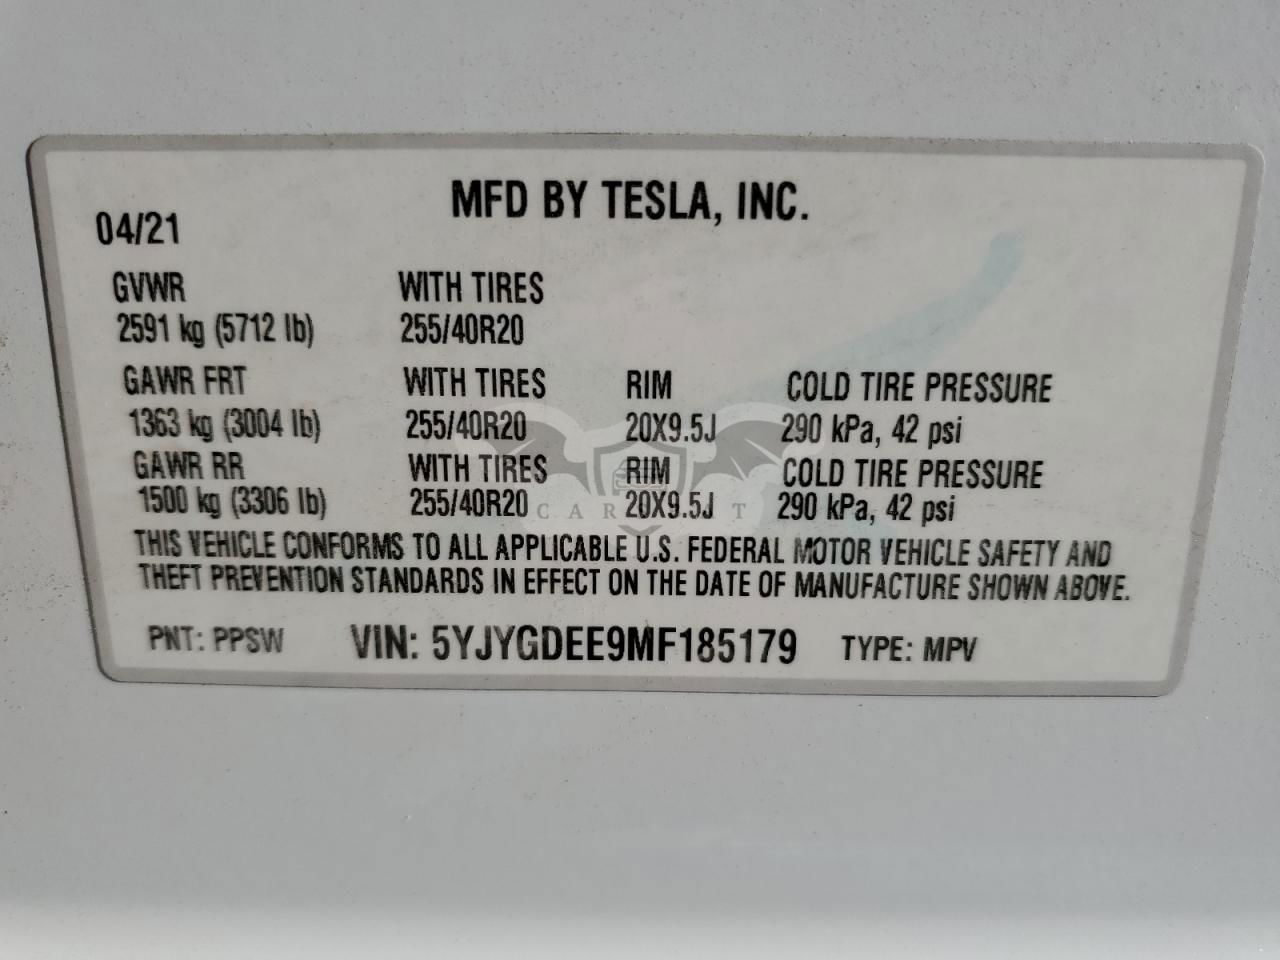 MFD BY TESLA, INC.
04/21
GVWR WITH TIRES
2591 kg (5712 lb) 255/40R20
GAWR FRT WITH TIRES RIM COLD TIRE PRESSURE
1363 kg (3004 lb) 255/40R20 20X9.5J 290 kPa, 42 psi
GAWR RR WITH TIRES RIM COLD TIRE PRESSURE
1500 kg (3306 lb) 255/40R20 20X9.5J 290 kPa, 42 psi
THIS VEHICLE CONFORMS TO ALL APPLICABLE U.S. FEDERAL MOTOR VEHICLE SAFETY AND
THEFT PREVENTION STANDARDS IN EFFECT ON THE DATE OF MANUFACTURE SHOWN ABOVE.
PNT: PPSW VIN: 5YJYGDEE9MF185179 TYPE: MPV